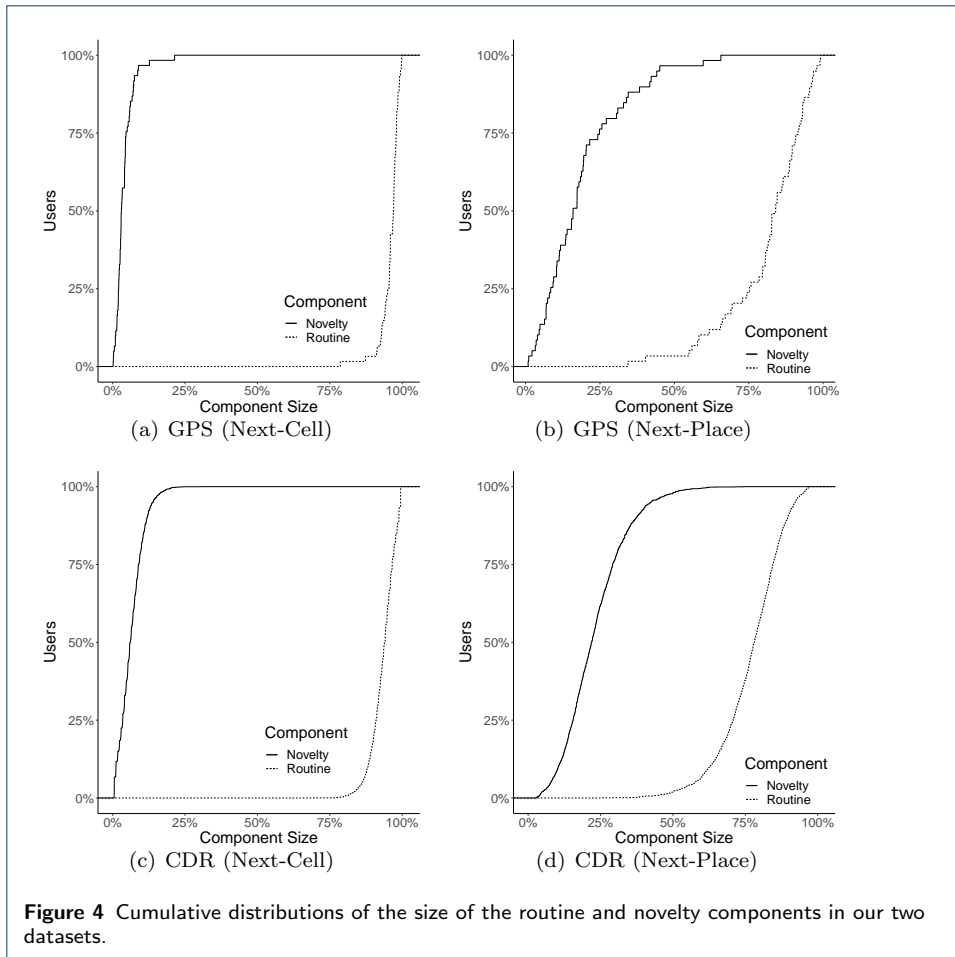 100%
75%
50%
25%
0%
Users
Component
Novelty
Routine
0% 25% 50% 75% 100%
Component Size
(a) GPS (Next-Cell)
100%
75%
50%
25%
0%
Users
Component
Novelty
Routine
0% 25% 50% 75% 100%
Component Size
(b) GPS (Next-Place)
100%
75%
50%
25%
0%
Users
Component
Novelty
Routine
0% 25% 50% 75% 100%
Component Size
(c) CDR (Next-Cell)
100%
75%
50%
25%
0%
Users
Component
Novelty
Routine
0% 25% 50% 75% 100%
Component Size
(d) CDR (Next-Place)
Figure 4 Cumulative distributions of the size of the routine and novelty components in our two
datasets.